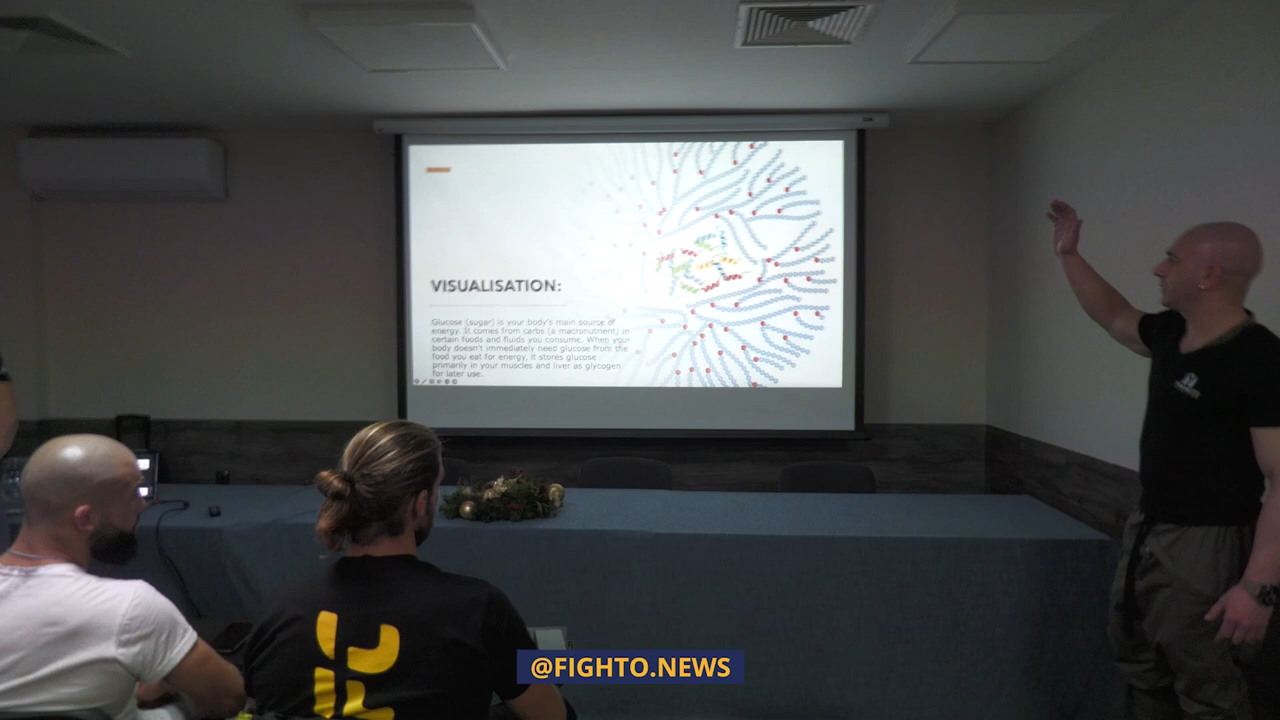 VISUALISATION:
Glucose (sugar) is your body's main source of
energy. It comes from carbs (a macronutrient) in
certain foods and fluids you consume. When your
body doesn't immediately need glucose from the
food you eat for energy, it stores glucose
primarily in your muscles and liver as glycogen
for later use.
@FIGHTO.NEWS